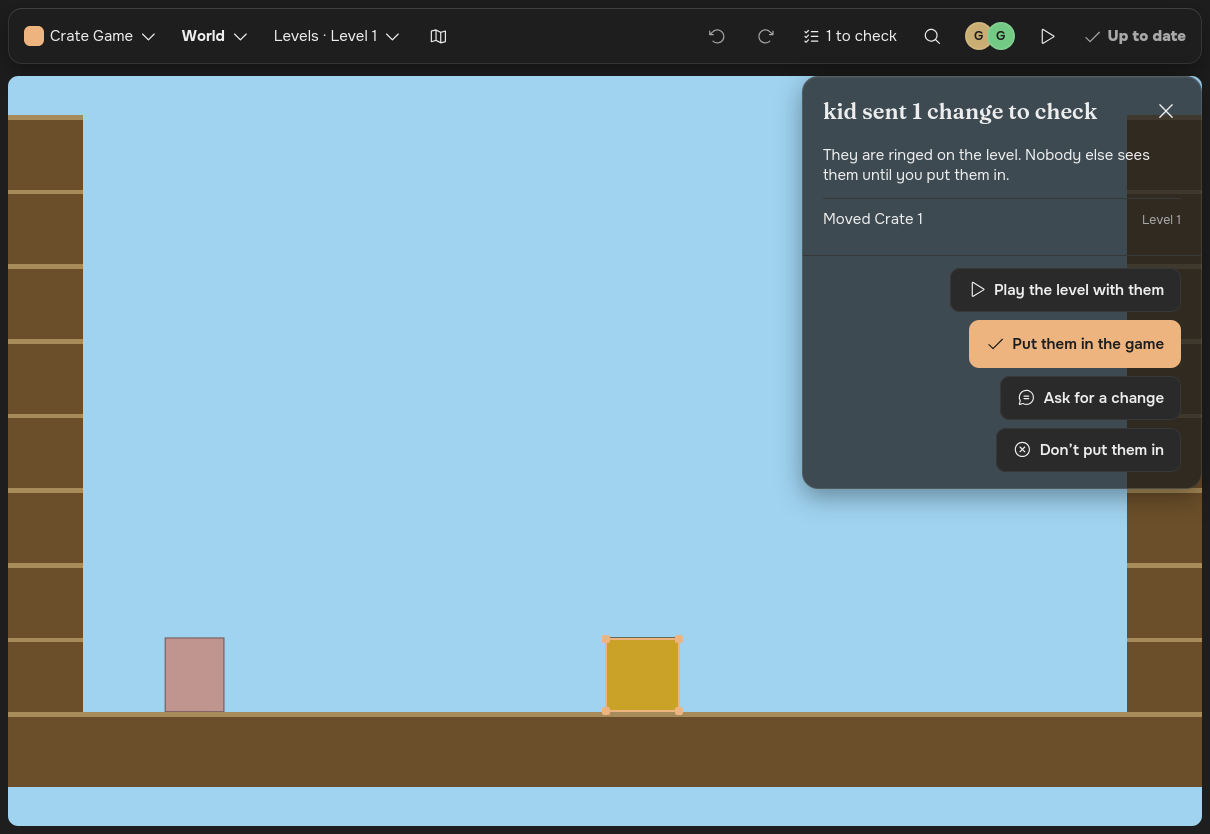 Crate Game
World
Levels · Level 1
1 to check
G
G
Up to date
kid sent 1 change to check
They are ringed on the level. Nobody else sees
them until you put them in.
Moved Crate 1
Level 1
Play the level with them
Put them in the game
Ask for a change
Don’t put them in